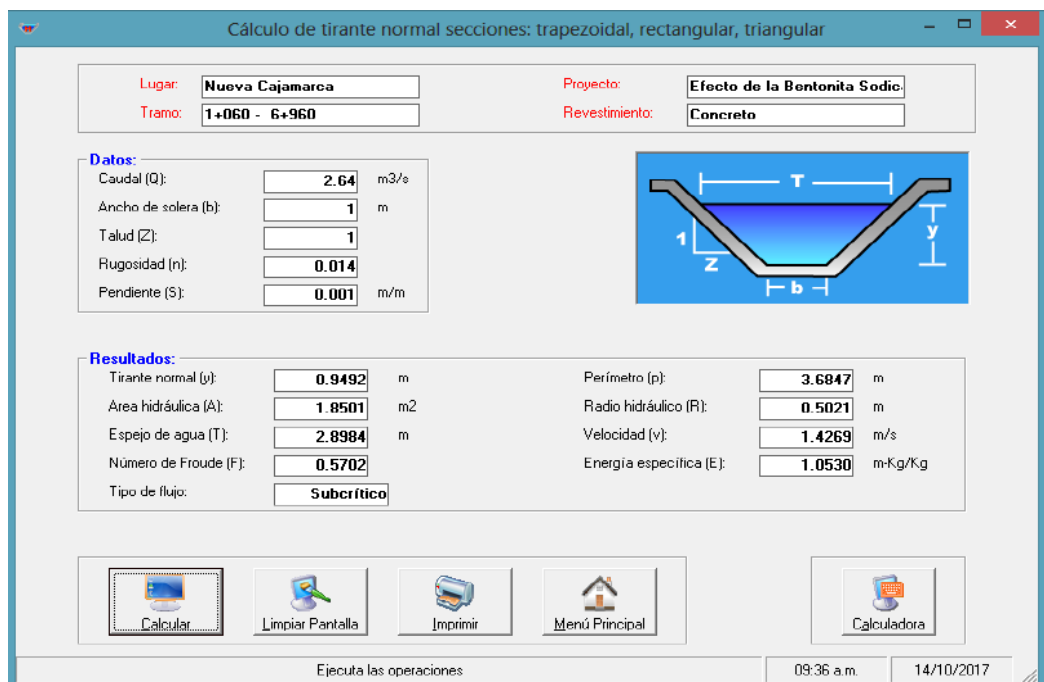 Cálculo de tirante normal secciones: trapezoidal, rectangular, triangular
Lugar: Nueva Cajamarca Proyecto: Efecto de la Bentonita Sodic
Tramo: 1+060 - 6+960 Revestimiento: Concreto
Datos:
Caudal (Q): 2.64 m3/s
Ancho de solera (b): 1 m
Talud (Z): 1
Rugosidad (n): 0.014
Pendiente (S): 0.001 m/m
T
y
1
Z
b
Resultados:
Tirante normal (y): 0.9492 m Perímetro (p): 3.6847 m
Area hidráulica (A): 1.8501 m2 Radio hidráulico (R): 0.5021 m
Espejo de agua (T): 2.8984 m Velocidad (v): 1.4269 m/s
Número de Froude (F): 0.5702 Energía específica (E): 1.0530 m-Kg/Kg
Tipo de flujo: Subcrítico
Calcular Limpiar Pantalla Imprimir Menú Principal Calculadora
Ejecuta las operaciones 09:36 a.m. 14/10/2017